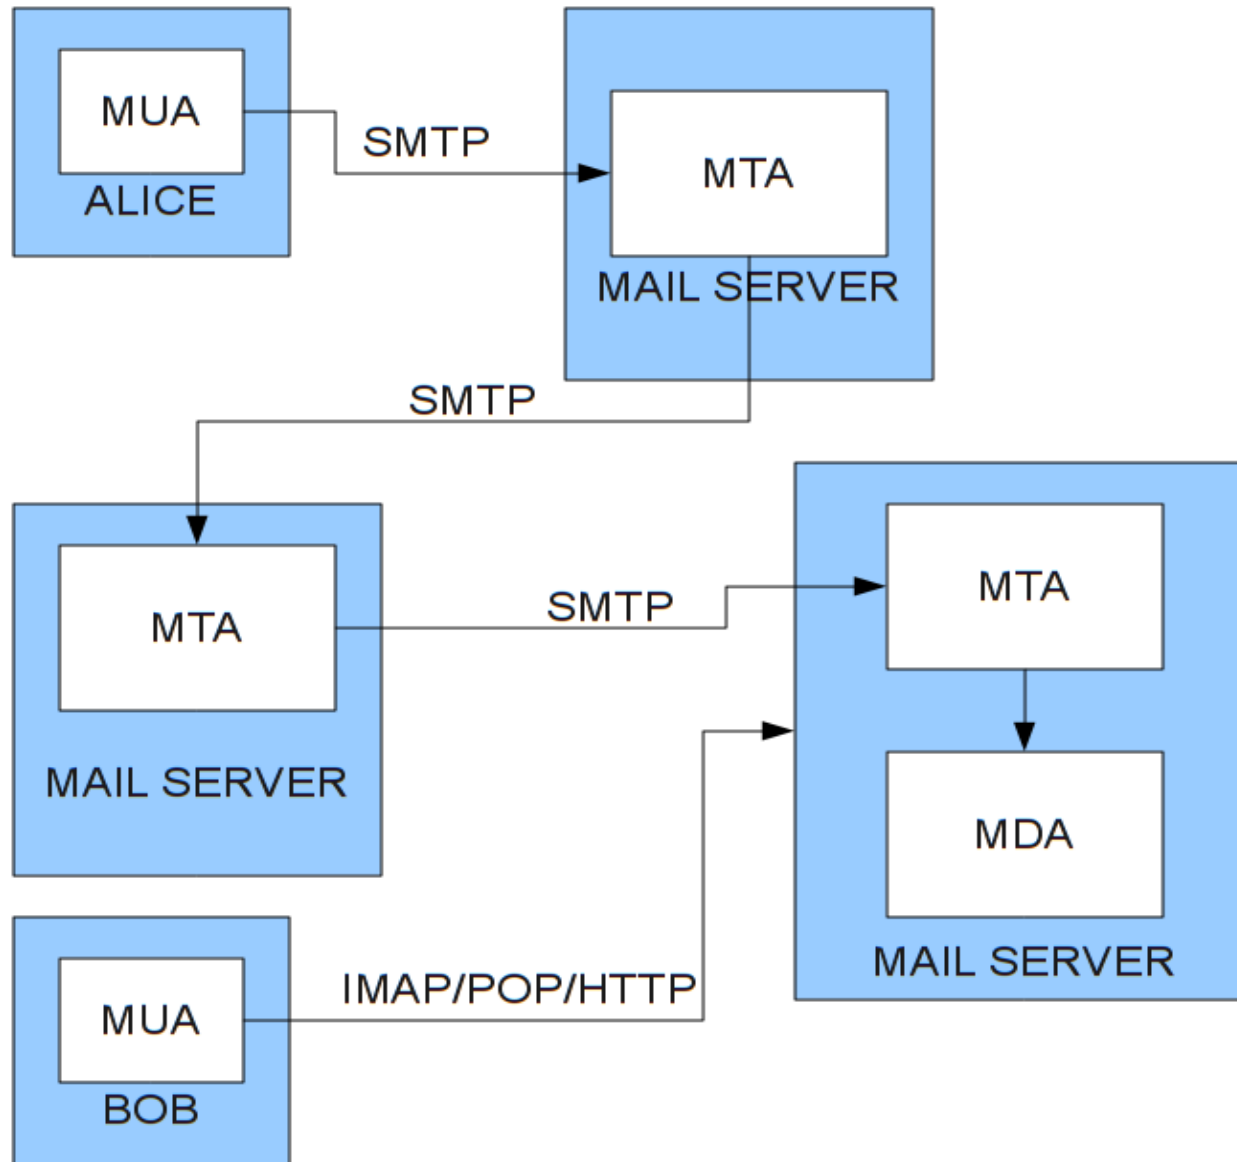 MUA
ALICE
SMTP
MTA
MAIL SERVER
SMTP
MTA
MAIL SERVER
SMTP
MTA
MDA
MAIL SERVER
MUA
BOB
IMAP/POP/HTTP